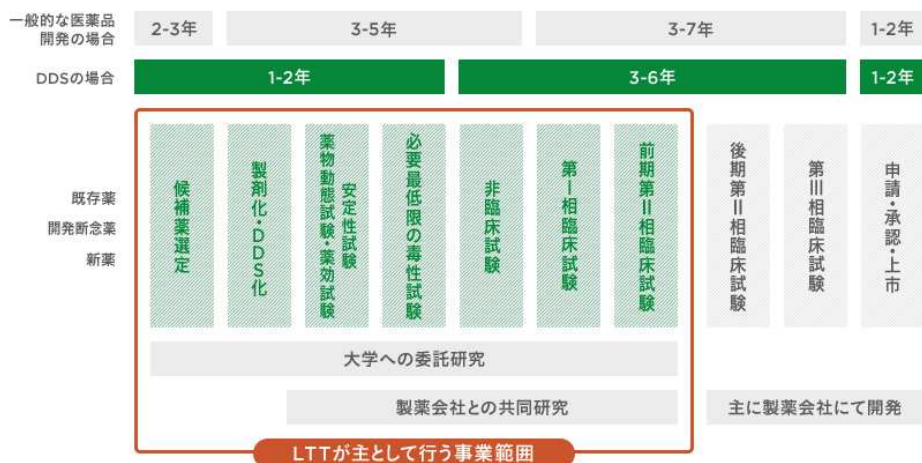 一般的な医薬品
開発の場合
2-3年
3-5年
3-7年
1-2年
DDSの場合
1-2年
3-6年
1-2年
既存薬
開発断念薬
新薬
候補薬選定
製剤化・DDS化
安定性試験
薬物動態試験・薬効試験
必要最低限の毒性試験
非臨床試験
第Ⅰ相臨床試験
前期第Ⅱ相臨床試験
後期第Ⅱ相臨床試験
第Ⅲ相臨床試験
申請・承認・上市
大学への委託研究
製薬会社との共同研究
主に製薬会社にて開発
LTTが主として行う事業範囲